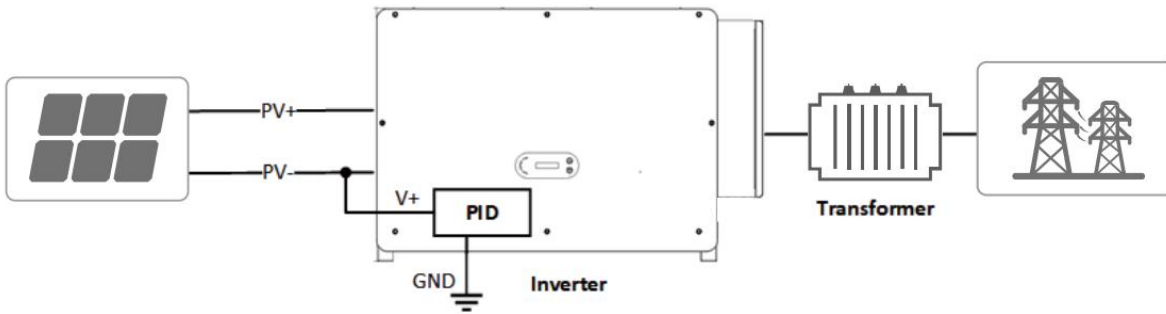 PV+
PV-
V+
PID
GND
Inverter
Transformer